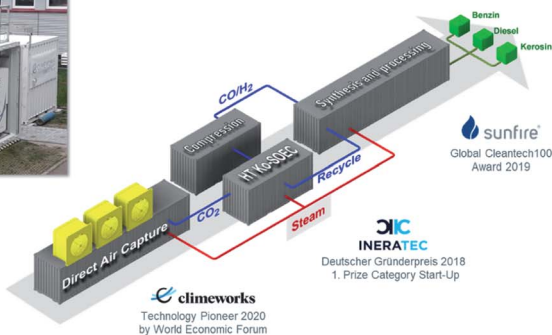 Benzin
Diesel
Kerosin
Synthesis and processing
CO/H2
Compression
HT Ko-SOEC
Recycle
CO2
Steam
Direct Air Capture
sunfire®
Global Cleantech100
Award 2019
INERATEC
Deutscher Gründerpreis 2018
1. Prize Category Start-Up
climeworks
Technology Pioneer 2020
by World Economic Forum